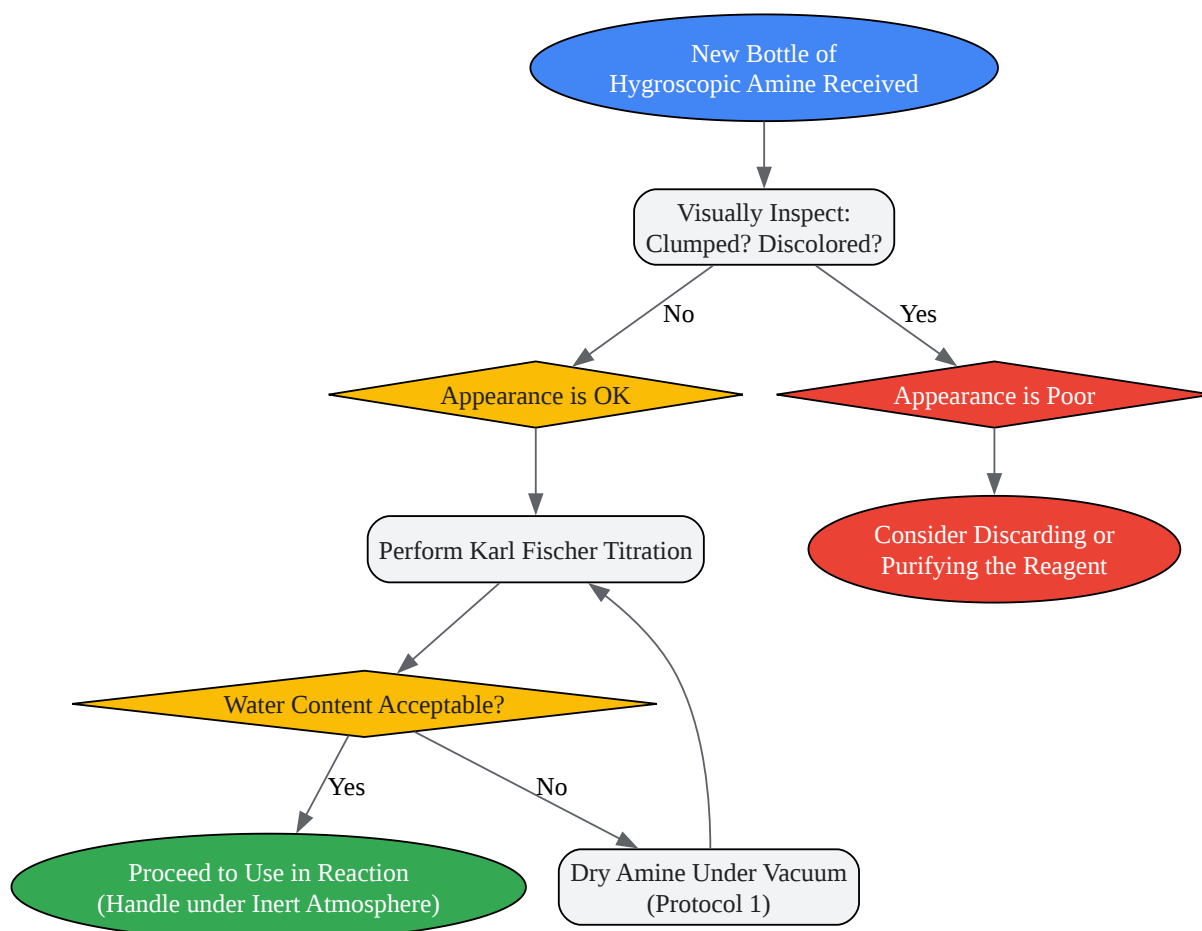 New Bottle of
Hygroscopic Amine Received
Visually Inspect:
Clumped? Discolored?
No
Yes
Appearance is OK
Appearance is Poor
Perform Karl Fischer Titration
Consider Discarding or
Purifying the Reagent
Water Content Acceptable?
Yes
No
Proceed to Use in Reaction
(Handle under Inert Atmosphere)
Dry Amine Under Vacuum
(Protocol 1)